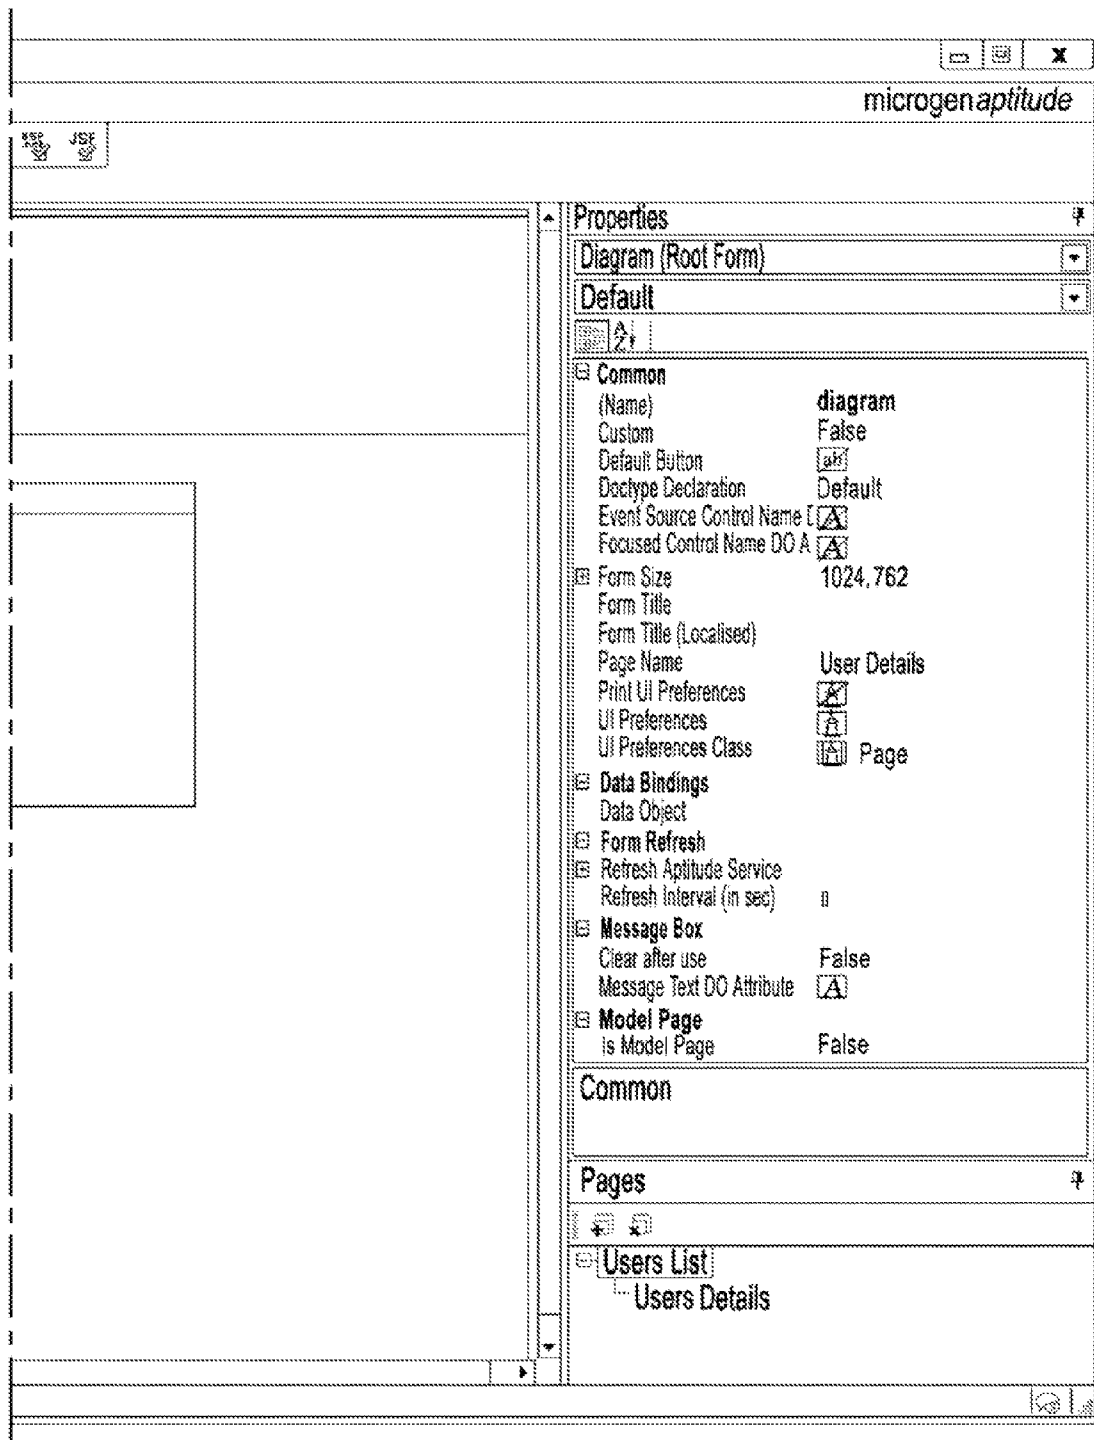 microgenaptitude
JSF
Properties
Diagram (Root Form)
Default
Common
(Name) diagram
Custom False
Default Button ab
Doctype Declaration Default
Event Source Control Name D A
Focused Control Name DO A A
Form Size 1024.762
Form Title
Form Title (Localised)
Page Name User Details
Print UI Preferences A
UI Preferences A
UI Preferences Class A Page
Data Bindings
Data Object
Form Refresh
Refresh Aptitude Service
Refresh Interval (in sec)
Message Box
Clear after use False
Message Text DO Attribute A
Model Page
Is Model Page False
Common
Pages
Users List
Users Details